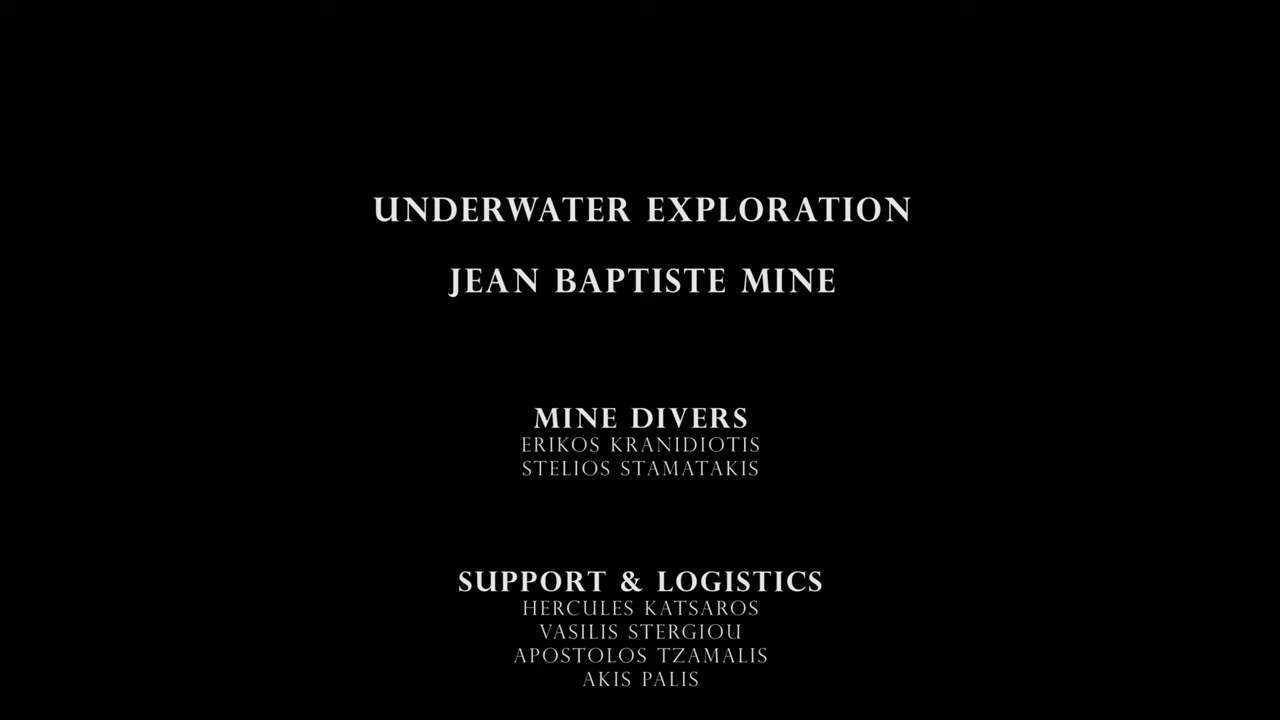 UNDERWATER EXPLORATION
JEAN BAPTISTE MINE
MINE DIVERS
ERIKOS KRANIDIOTIS
STELIOS STAMATAKIS
SUPPORT & LOGISTICS
HERCULES KATSAROS
VASILIS STERGIOU
APOSTOLOS TZAMALIS
AKIS PALIS